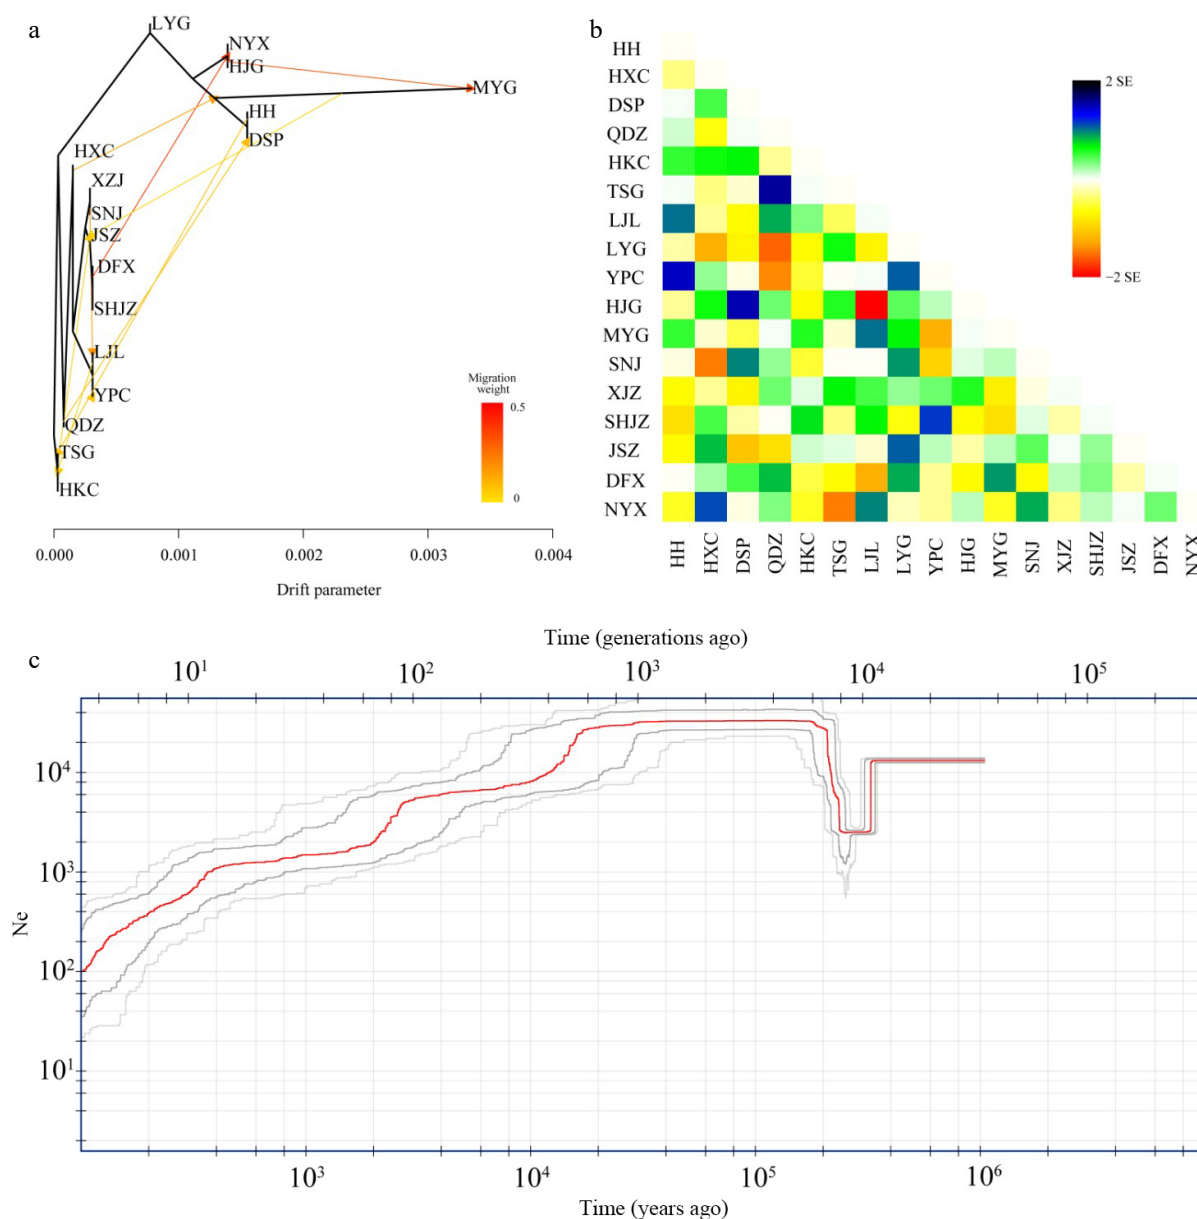 a
LYG
NYX
HJG
MYG
HH
DSP
HXC
XZJ
SNJ
JSZ
DFX
SHJZ
LJL
YPC
QDZ
TSG
HKC
Migration
weight
0.5
0
0.000 0.001 0.002 0.003 0.004
Drift parameter
b
HH
HXC
DSP
QDZ
HKC
TSG
LJL
LYG
YPC
HJG
MYG
SNJ
XJZ
SHJZ
JSZ
DFX
NYX
HH HXC DSP QDZ HKC TSG LJL LYG YPC HJG MYG SNJ XJZ SHJZ JSZ DFX NYX
2 SE
−2 SE
c
Time (generations ago)
10¹ 10² 10³ 10⁴ 10⁵
Ne
10⁴
10³
10²
10¹
10³ 10⁴ 10⁵ 10⁶
Time (years ago)